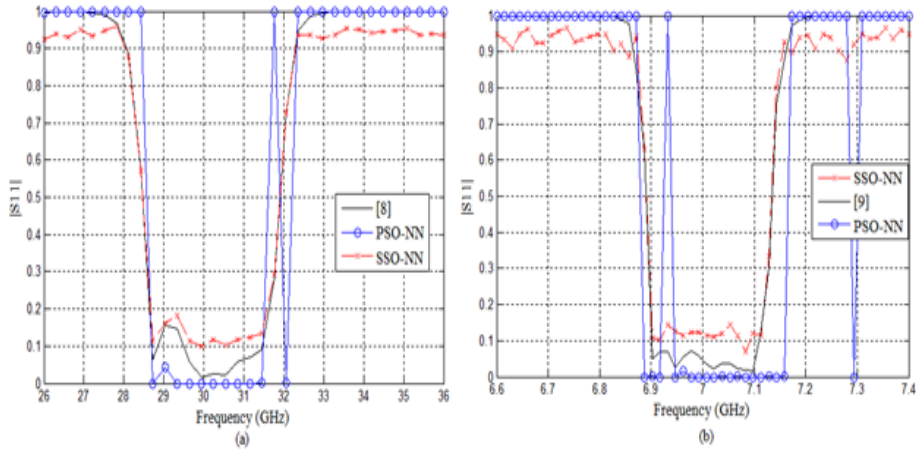 1
0.9
0.8
0.7
0.6
0.5
0.4
0.3
0.2
0.1
0
|S11|
26 27 28 29 30 31 32 33 34 35 36
Frequency (GHz)
(a)
[8]
PSO-NN
SSO-NN
1
0.9
0.8
0.7
0.6
0.5
0.4
0.3
0.2
0.1
0
|S11|
6.6 6.7 6.8 6.9 7 7.1 7.2 7.3 7.4
Frequency (GHz)
(b)
SSO-NN
[9]
PSO-NN